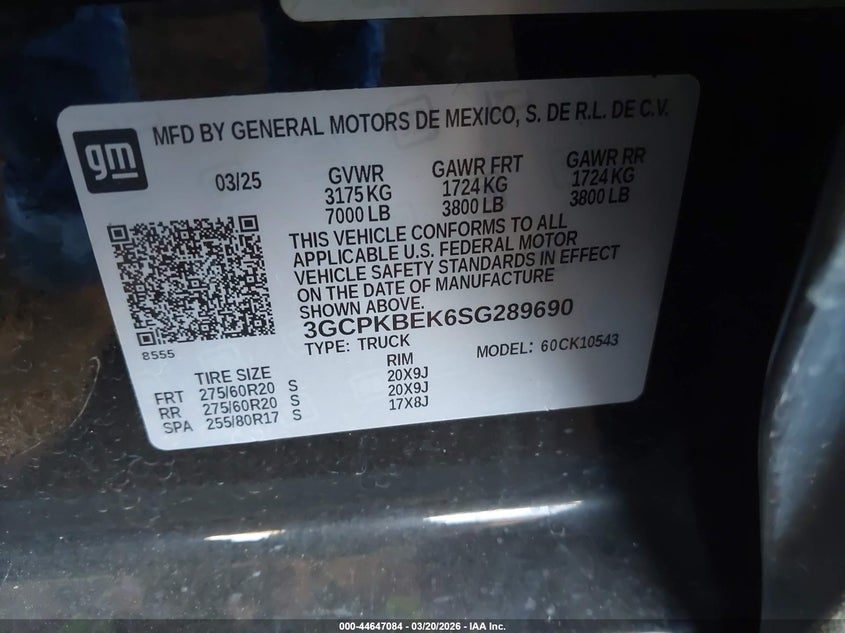 gm
MFD BY GENERAL MOTORS DE MEXICO, S. DE R.L. DE C.V.
03/25
GVWR
3175 KG
7000 LB
GAWR FRT
1724 KG
3800 LB
GAWR RR
1724 KG
3800 LB
THIS VEHICLE CONFORMS TO ALL
APPLICABLE U.S. FEDERAL MOTOR
VEHICLE SAFETY STANDARDS IN EFFECT
ON THE DATE OF MANUFACTURE
SHOWN ABOVE.
3GCPKBEK6SG289690
8555
TYPE: TRUCK
MODEL: 60CK10543
TIRE SIZE RIM
FRT 275/60R20 S 20X9J
RR 275/60R20 S 20X9J
SPA 255/80R17 S 17X8J
000-44647084 | 03/20/2026 - IAA Inc.